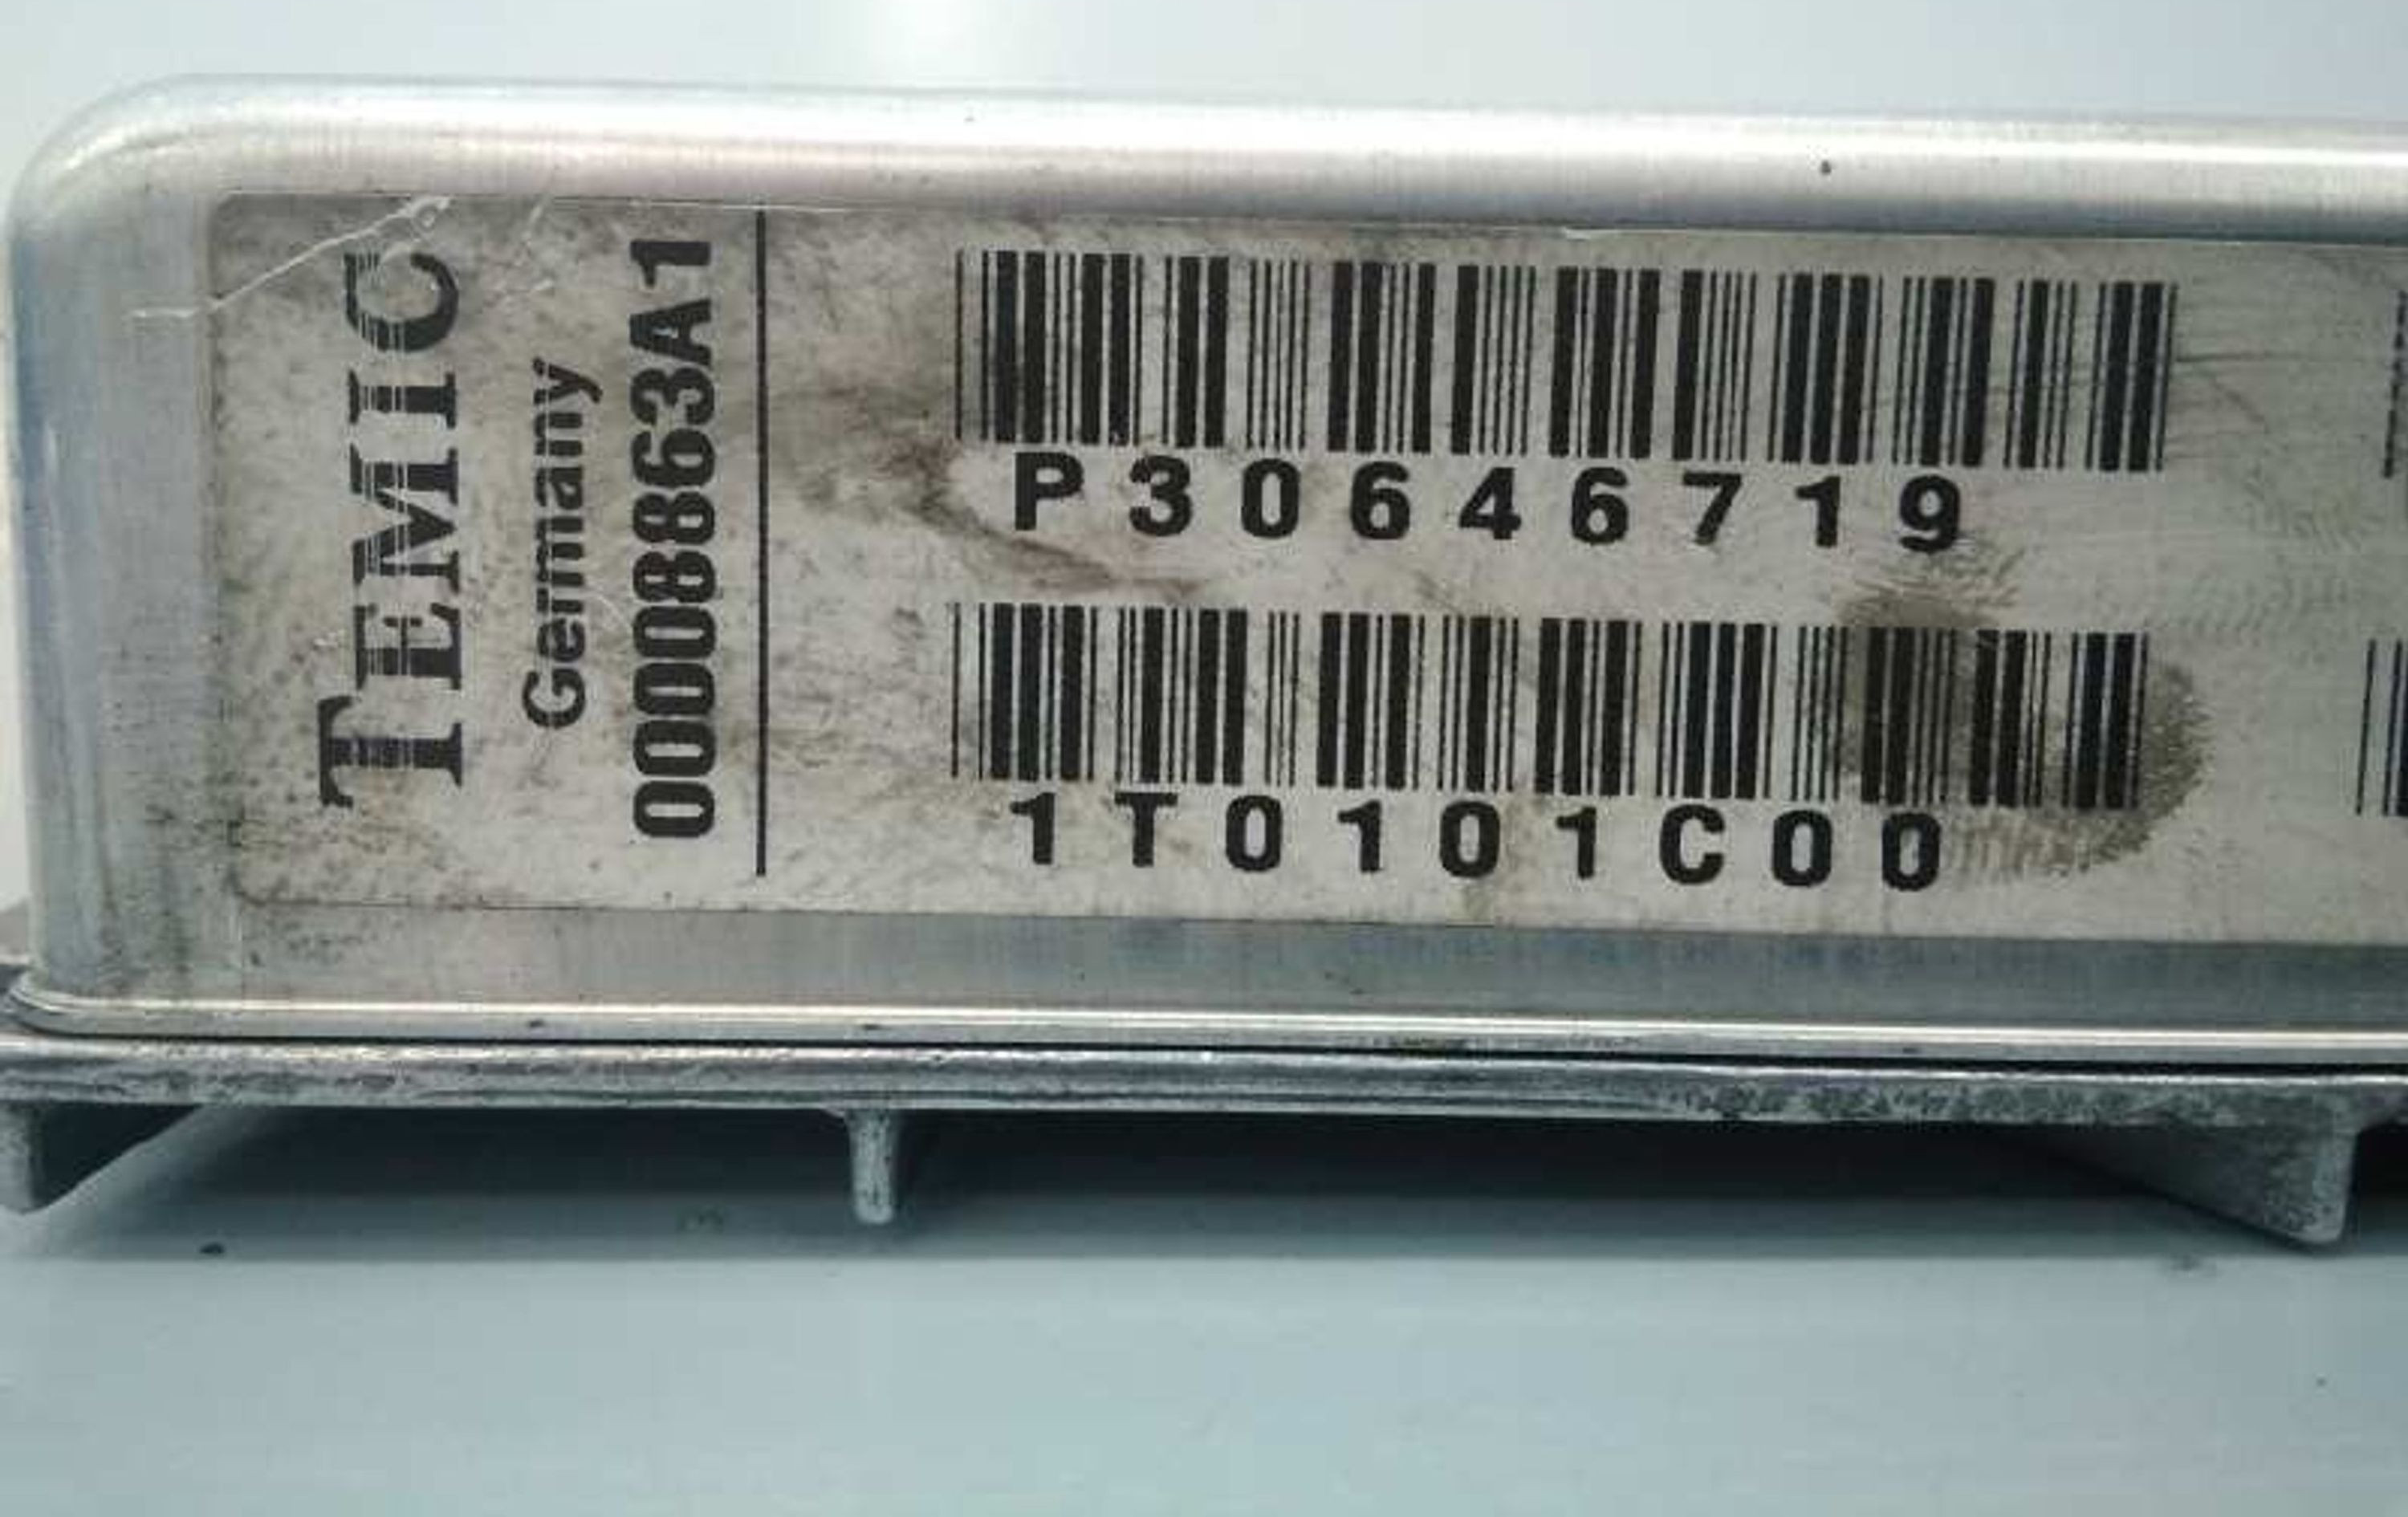 TEMIC
Germany
00008863A1
P30646719
1T0101C00